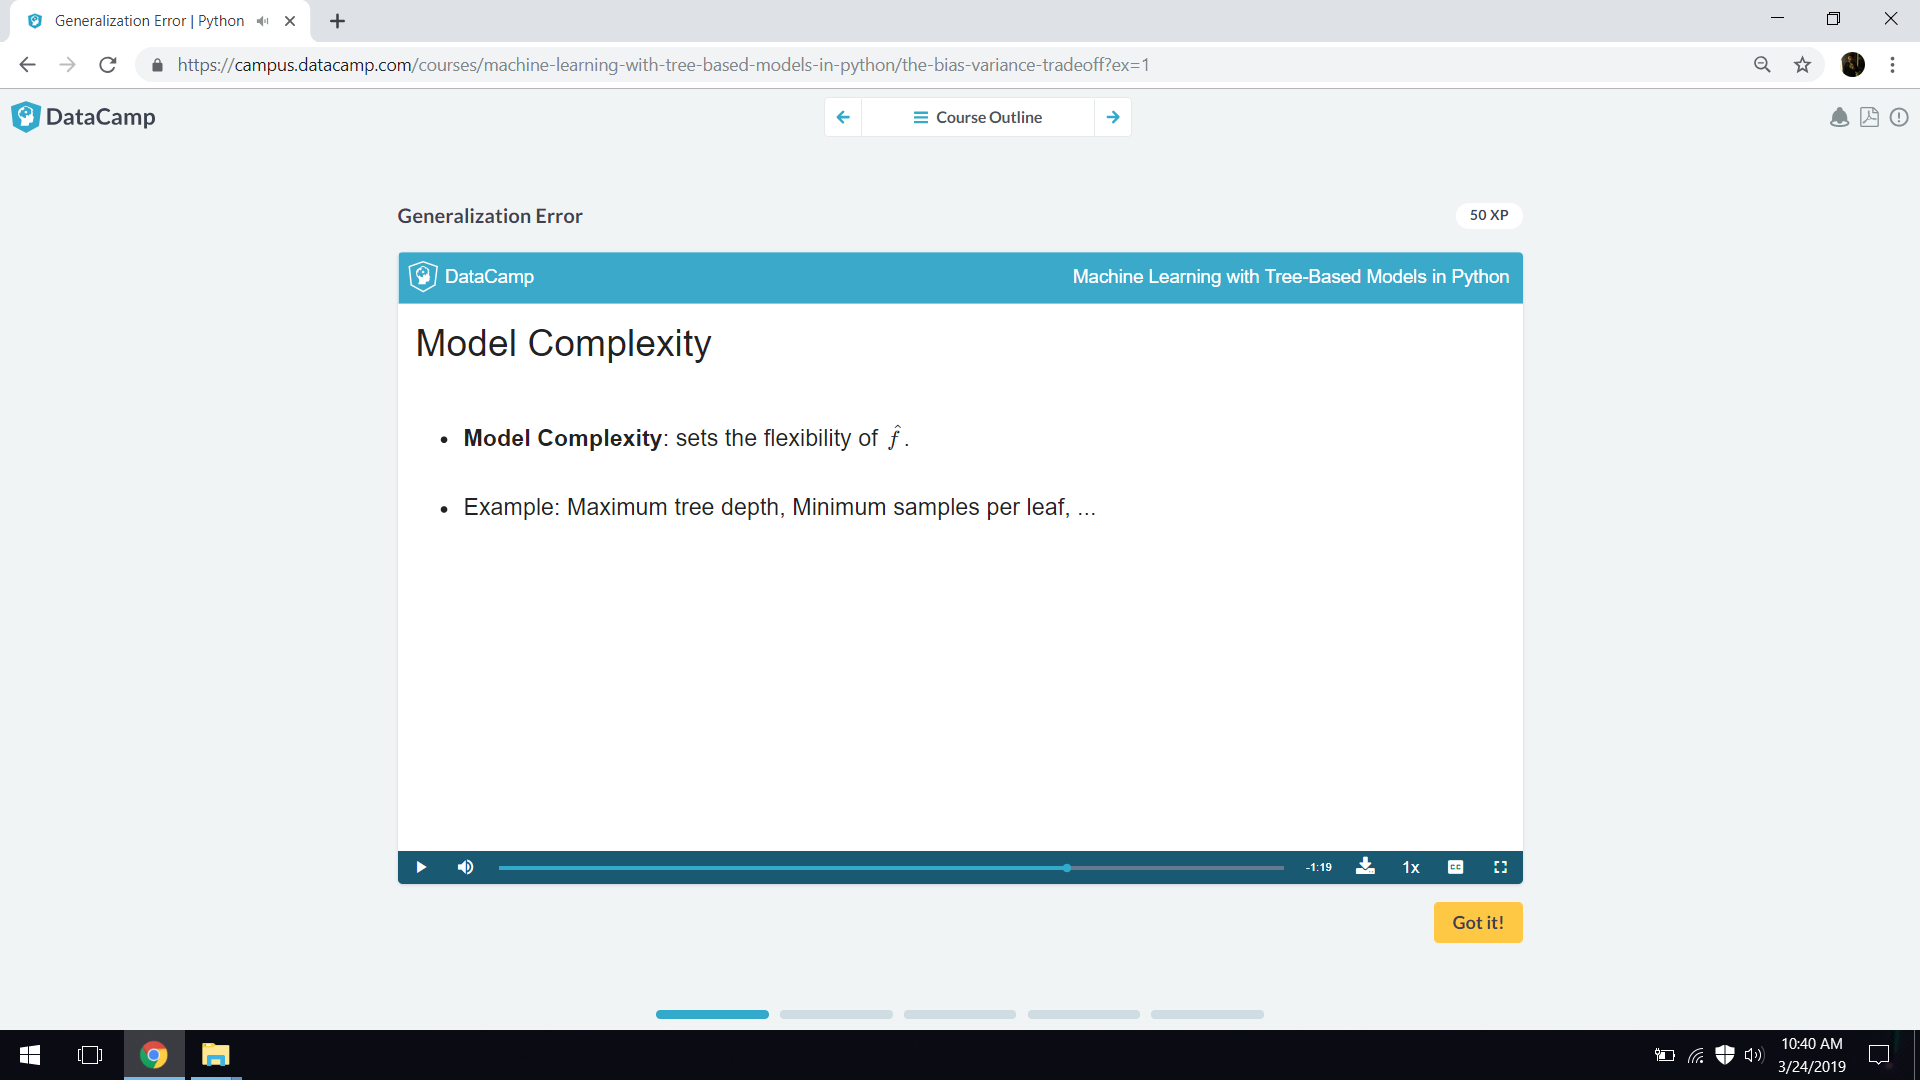 Generalization Error | Python
https://campus.datacamp.com/courses/machine-learning-with-tree-based-models-in-python/the-bias-variance-tradeoff?ex=1
DataCamp
Course Outline
Generalization Error
50 XP
DataCamp
Machine Learning with Tree-Based Models in Python
Model Complexity
• Model Complexity: sets the flexibility of f̂ .
• Example: Maximum tree depth, Minimum samples per leaf, ...
-1:19
1x
CC
Got it!
10:40 AM
3/24/2019